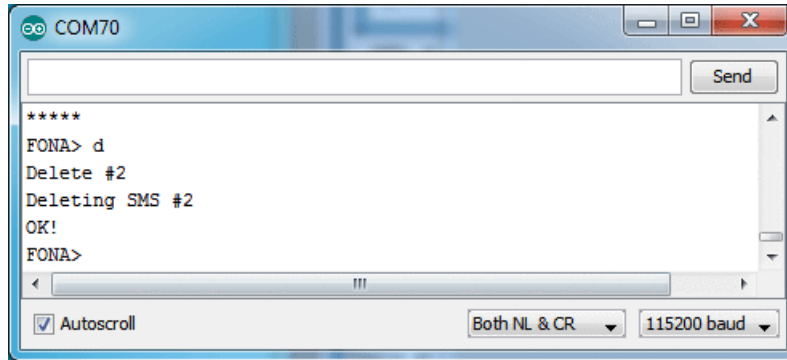 COM70
Send
*****
FONA> d
Delete #2
Deleting SMS #2
OK!
FONA>
Autoscroll
Both NL & CR
115200 baud